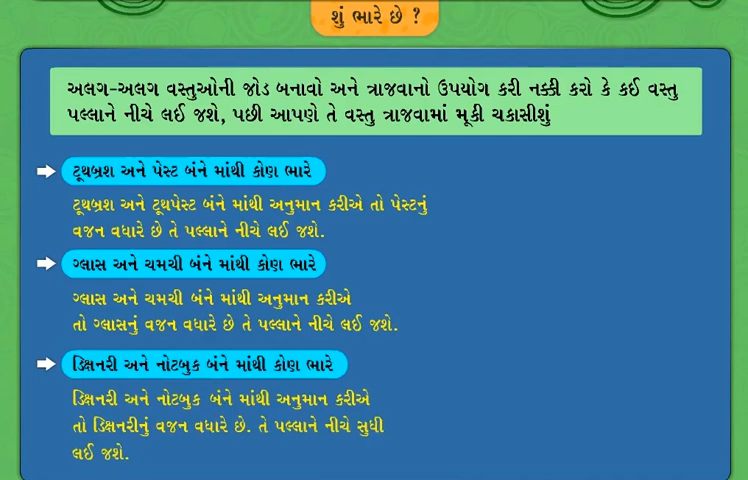 શું ભારે છે ?
અલગ-અલગ વસ્તુઓની જોડ બનાવો અને ત્રાજવાનો ઉપયોગ કરી નક્કી કરો કે કઈ વસ્તુ
પલ્લાને નીચે લઈ જશે, પછી આપણે તે વસ્તુ ત્રાજવામાં મૂકી ચકાસીશું
ટૂથબ્રશ અને પેસ્ટ બંને માંથી કોણ ભારે
ટૂથબ્રશ અને ટૂથપેસ્ટ બંને માંથી અનુમાન કરીએ તો પેસ્ટનું
વજન વધારે છે તે પલ્લાને નીચે લઈ જશે.
ગ્લાસ અને ચમચી બંને માંથી કોણ ભારે
ગ્લાસ અને ચમચી બંને માંથી અનુમાન કરીએ
તો ગ્લાસનું વજન વધારે છે તે પલ્લાને નીચે લઈ જશે.
ડિક્ષનરી અને નોટબુક બંને માંથી કોણ ભારે
ડિક્ષનરી અને નોટબુક બંને માંથી અનુમાન કરીએ
તો ડિક્ષનરીનું વજન વધારે છે. તે પલ્લાને નીચે સુધી
લઈ જશે.